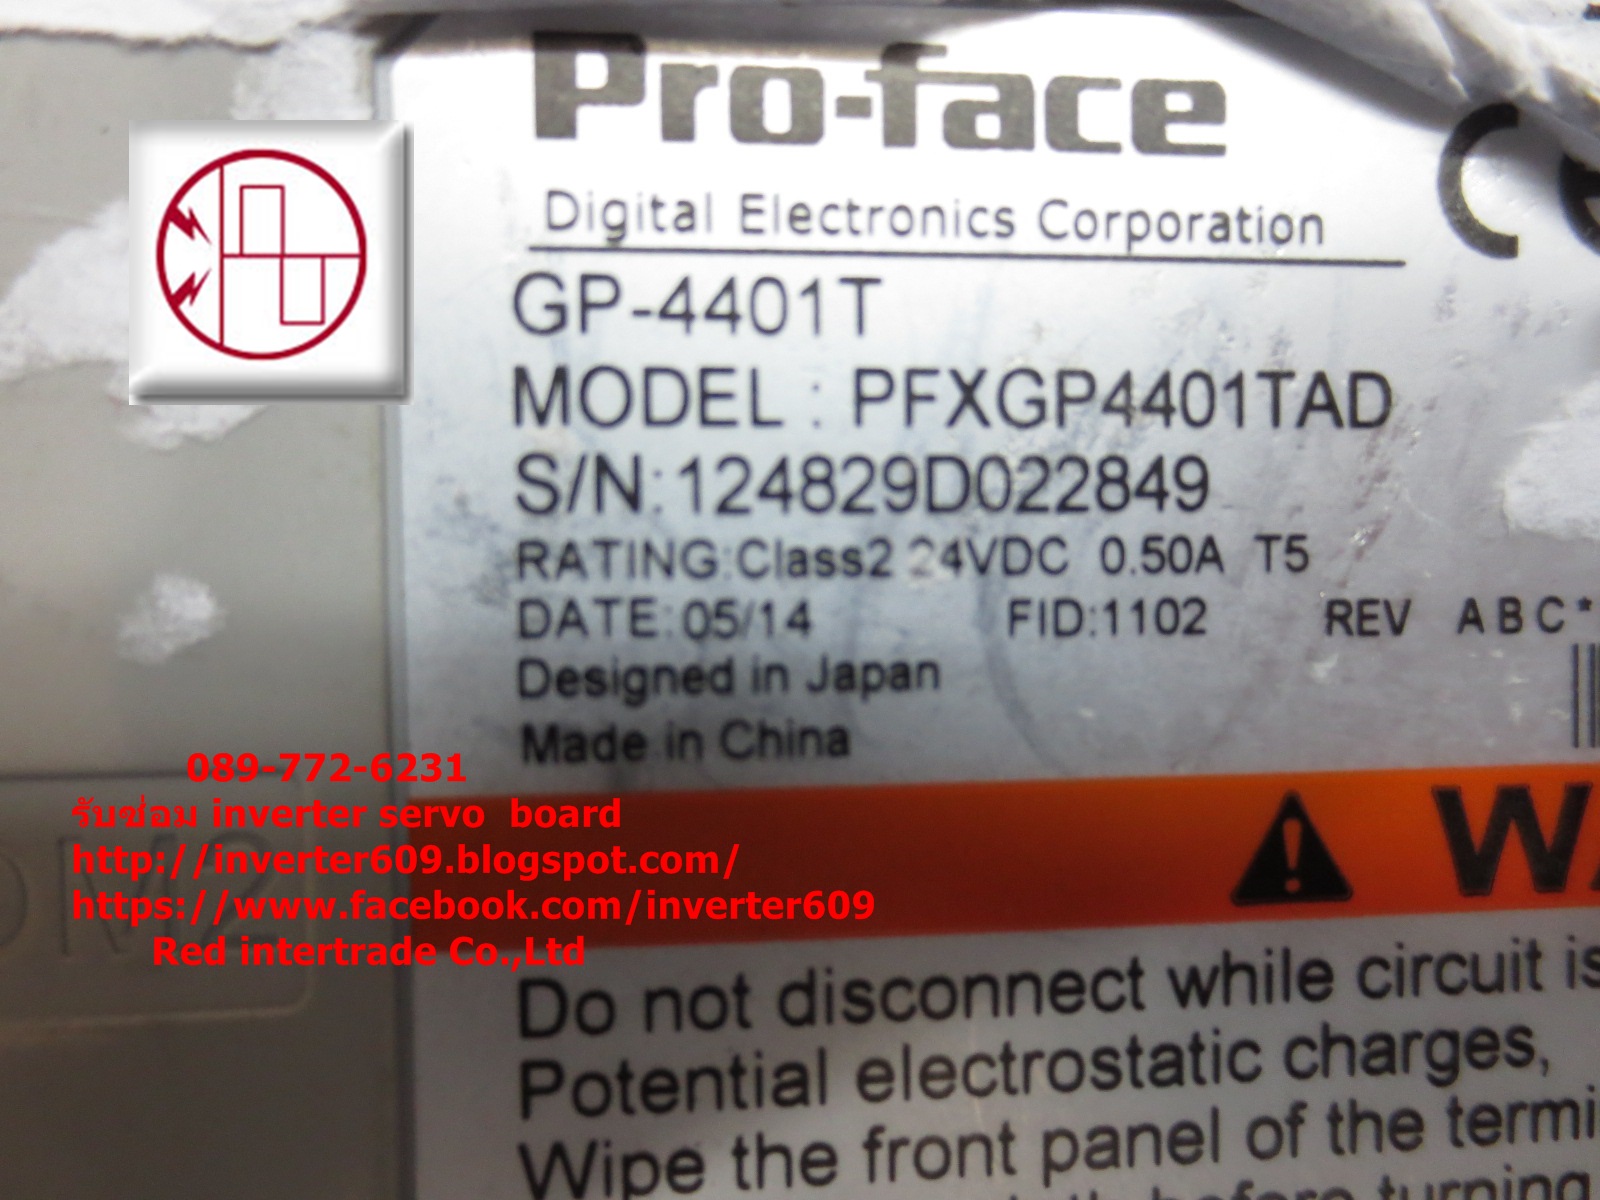 Pro-face
CE
Digital Electronics Corporation
GP-4401T
MODEL : PFXGP4401TAD
S/N:124829D022849
RATING:Class2 24VDC 0.50A T5
DATE:05/14 FID:1102 REV A B C *
Designed in Japan
Made in China
089-772-6231
รับซ่อม inverter servo board
http://inverter609.blogspot.com/
https://www.facebook.com/inverter609
Red intertrade Co.,Ltd
Do not disconnect while circuit is
Potential electrostatic charges,
Wipe the front panel of the
before turning